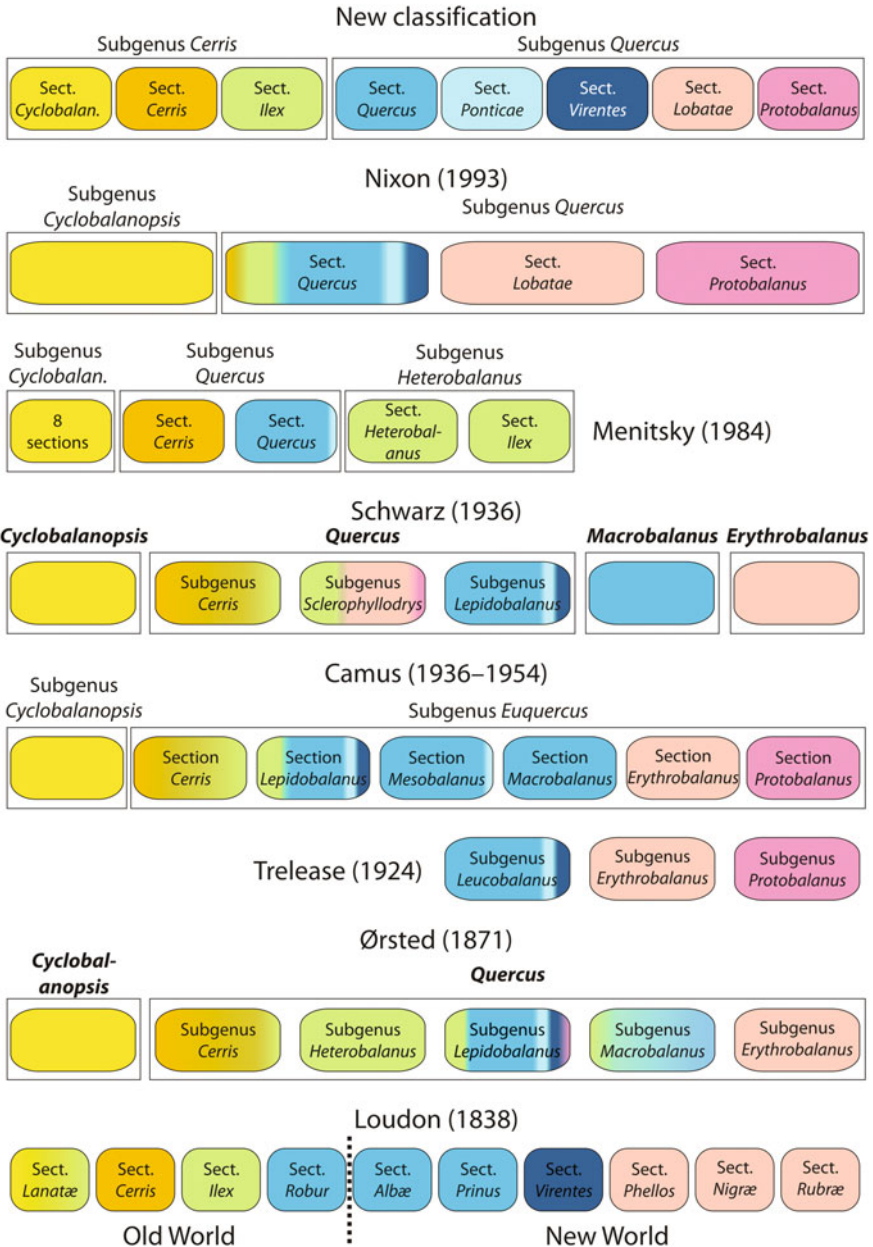 New classification
Subgenus Cerris
Subgenus Quercus
Sect.
Cyclobalan.
Sect.
Cerris
Sect.
Ilex
Sect.
Quercus
Sect.
Ponticae
Sect.
Virentes
Sect.
Lobatae
Sect.
Protobalanus
Nixon (1993)
Subgenus
Cyclobalanopsis
Subgenus Quercus
Sect.
Quercus
Sect.
Lobatae
Sect.
Protobalanus
Subgenus
Cyclobalan.
Subgenus
Quercus
Subgenus
Heterobalanus
8
sections
Sect.
Cerris
Sect.
Quercus
Sect.
Heterobal-
anus
Sect.
Ilex
Menitsky (1984)
Schwarz (1936)
Cyclobalanopsis
Quercus
Macrobalanus
Erythrobalanus
Subgenus
Cerris
Subgenus
Sclerophyllodrys
Subgenus
Lepidobalanus
Camus (1936–1954)
Subgenus
Cyclobalanopsis
Subgenus Euquercus
Section
Cerris
Section
Lepidobalanus
Section
Mesobalanus
Section
Macrobalanus
Section
Erythrobalanus
Section
Protobalanus
Trelease (1924)
Subgenus
Leucobalanus
Subgenus
Erythrobalanus
Subgenus
Protobalanus
Ørsted (1871)
Cyclobal-
anopsis
Quercus
Subgenus
Cerris
Subgenus
Heterobalanus
Subgenus
Lepidobalanus
Subgenus
Macrobalanus
Subgenus
Erythrobalanus
Loudon (1838)
Sect.
Lanatæ
Sect.
Cerris
Sect.
Ilex
Sect.
Robur
Sect.
Albæ
Sect.
Prinus
Sect.
Virentes
Sect.
Phellos
Sect.
Nigræ
Sect.
Rubræ
Old World
New World